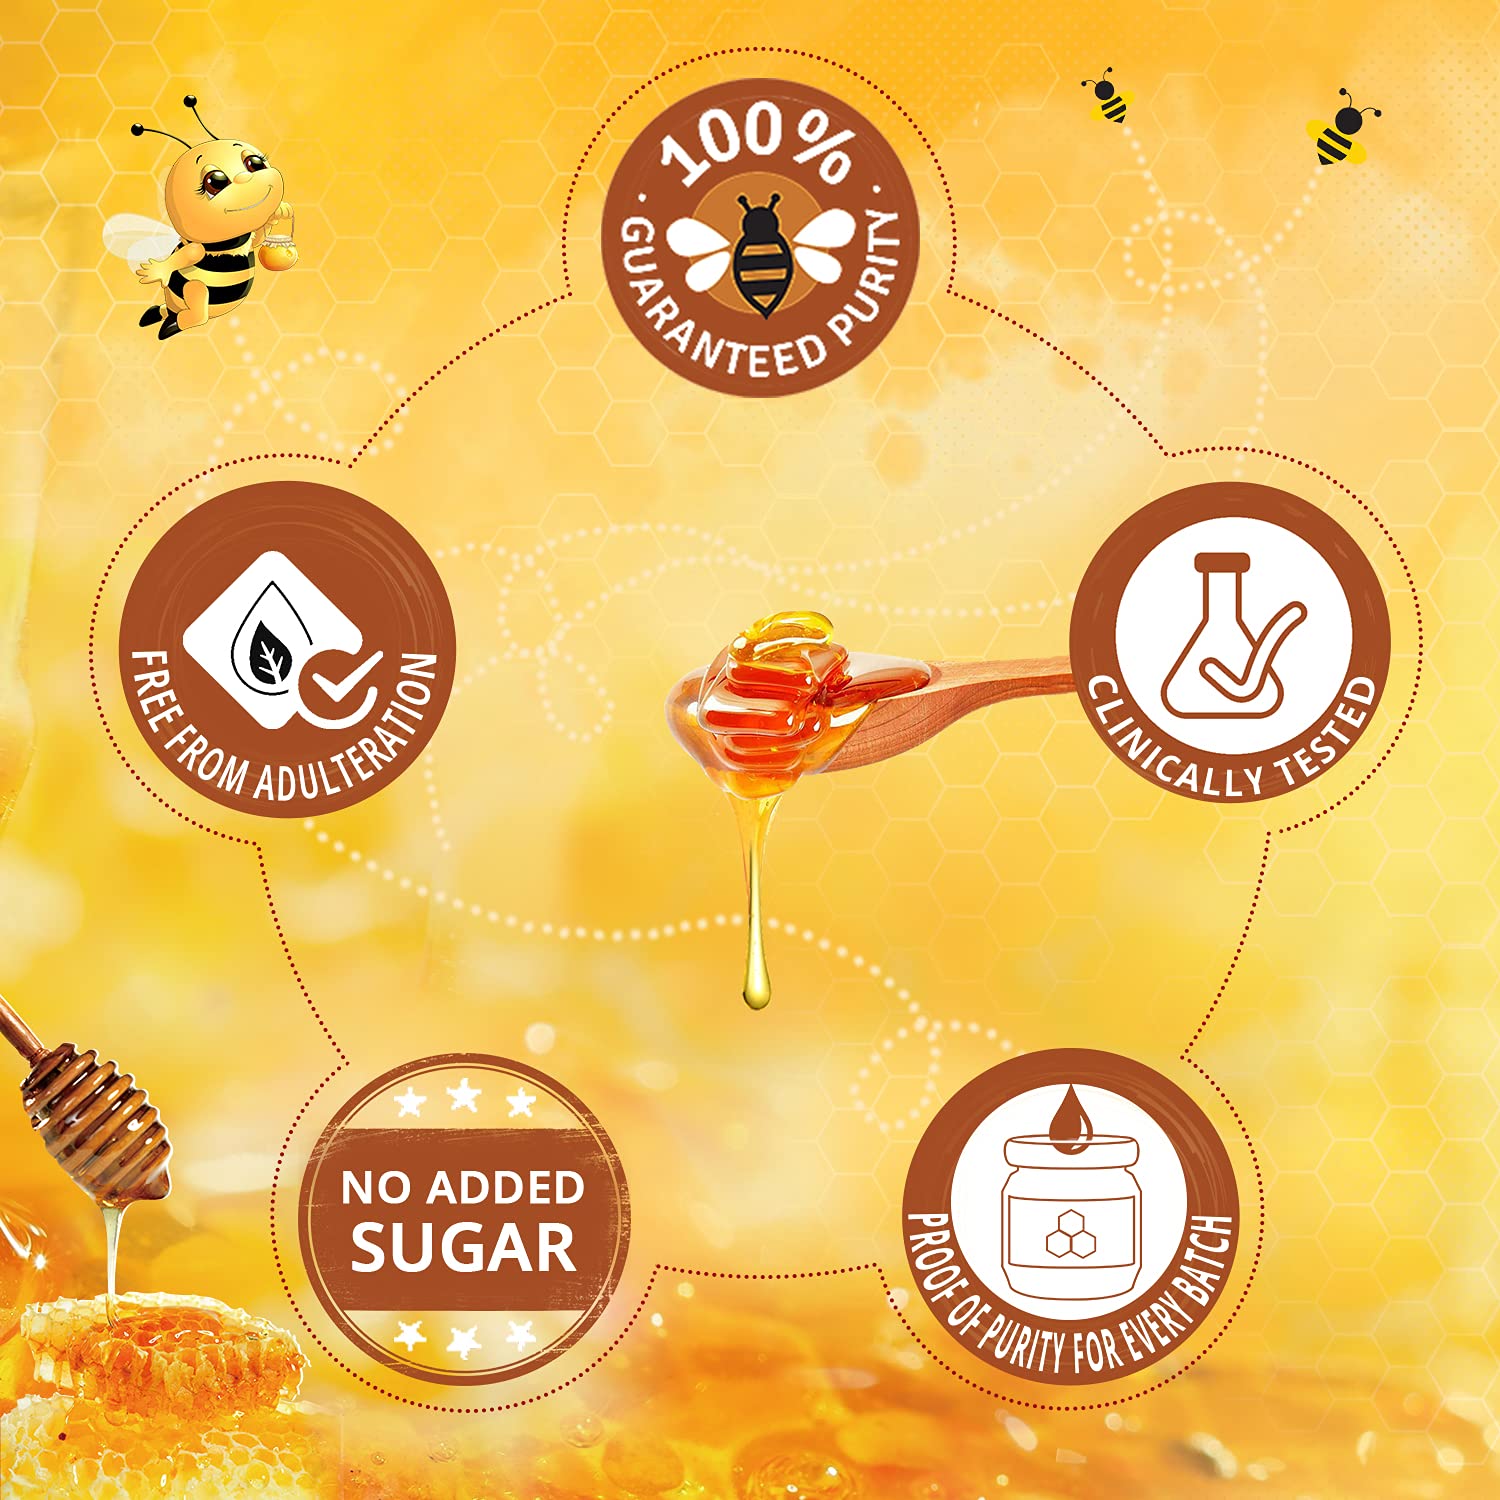 100%
GUARANTEED PURITY
FREE FROM ADULTERATION
CLINICALLY TESTED
NO ADDED
SUGAR
PROOF OF PURITY FOR EVERY BATCH